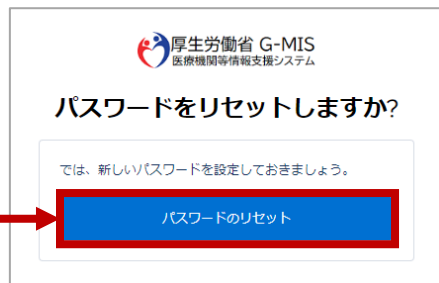 厚生労働省 G-MIS
医療機関等情報支援システム
パスワードをリセットしますか?
では、新しいパスワードを設定しておきましょう。
パスワードのリセット